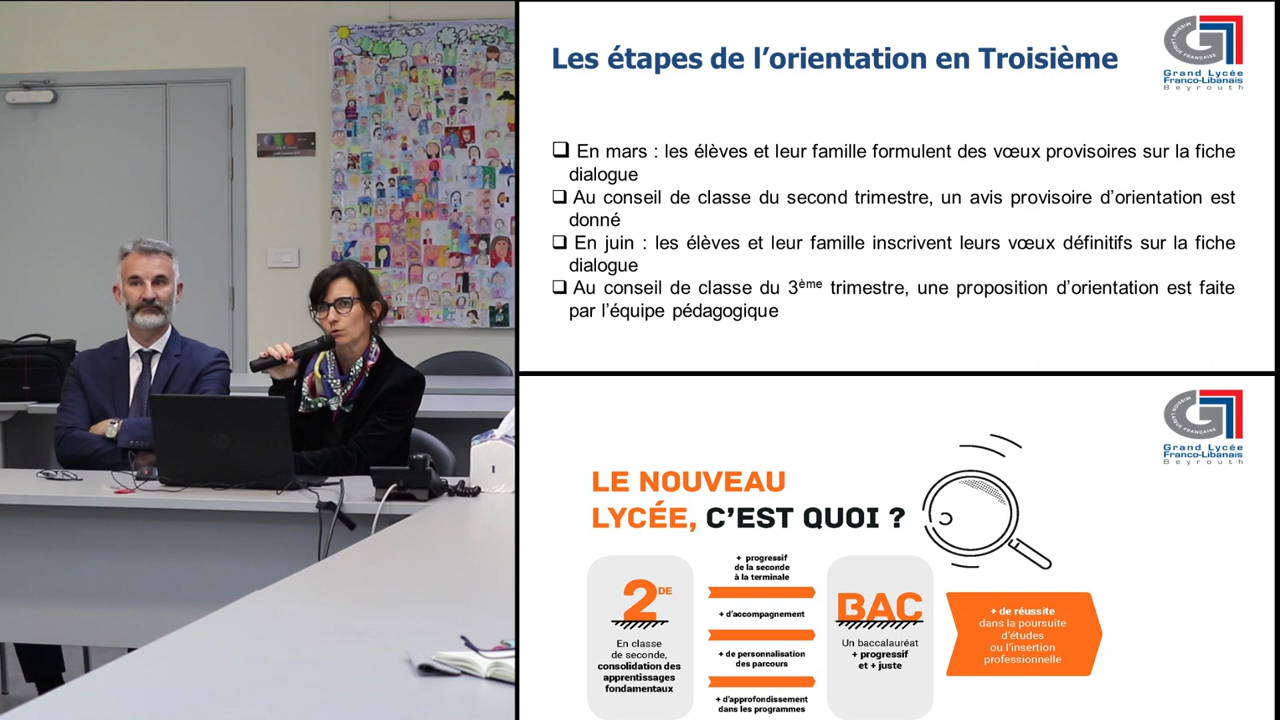 Les étapes de l'orientation en Troisième
GOISSIM LAIQUE FRANÇAISE
Grand Lycée
Franco-Libanais
Beyrouth
❑ En mars : les élèves et leur famille formulent des vœux provisoires sur la fiche
dialogue
❑ Au conseil de classe du second trimestre, un avis provisoire d'orientation est
donné
❑ En juin : les élèves et leur famille inscrivent leurs vœux définitifs sur la fiche
dialogue
❑ Au conseil de classe du 3ème trimestre, une proposition d'orientation est faite
par l'équipe pédagogique
Grand Lycée
Franco-Libanais
Beyrouth
LE NOUVEAU
LYCÉE, C'EST QUOI ?
2DE
En classe
de seconde,
consolidation des
apprentissages
fondamentaux
+ progressif
de la seconde
à la terminale
+ d'accompagnement
+ de personnalisation
des parcours
+ d'approfondissement
dans les programmes
BAC
Un baccalauréat
+ progressif
et + juste
+ de réussite
dans la poursuite
d'études
ou l'insertion
professionnelle